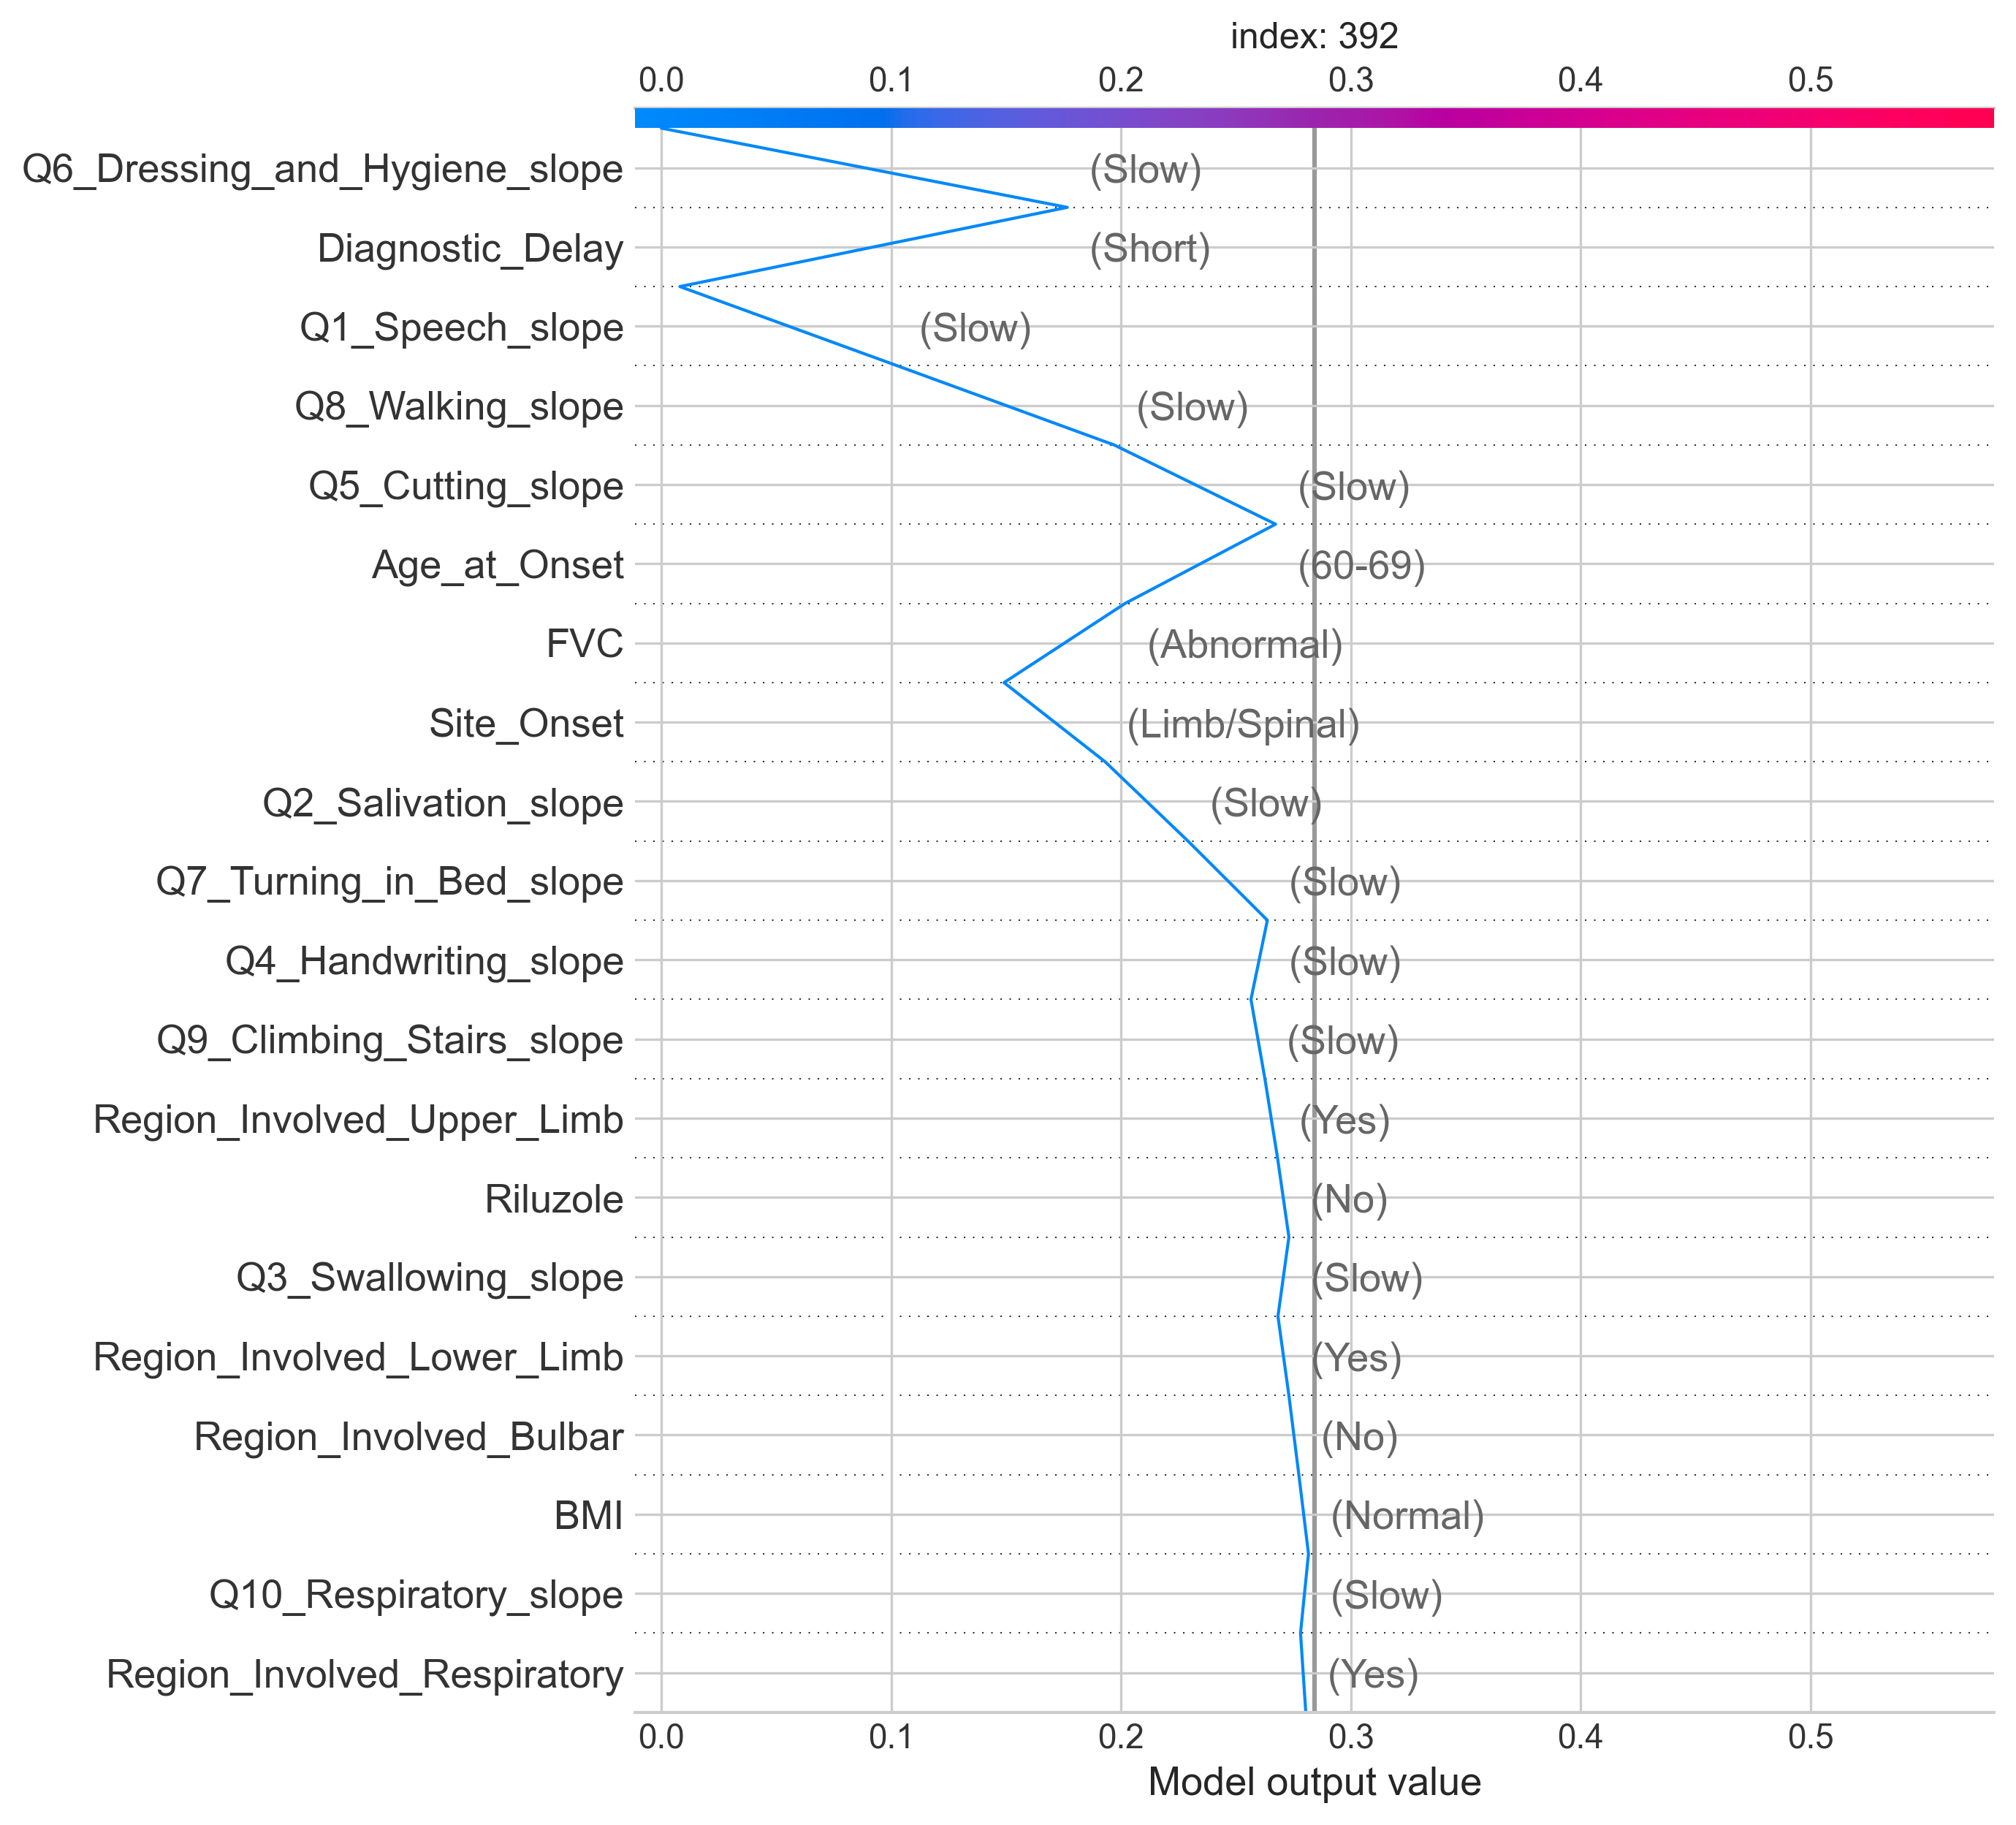 index: 392
0.0 0.1 0.2 0.3 0.4 0.5
Q6_Dressing_and_Hygiene_slope (Slow)
Diagnostic_Delay (Short)
Q1_Speech_slope (Slow)
Q8_Walking_slope (Slow)
Q5_Cutting_slope (Slow)
Age_at_Onset (60-69)
FVC (Abnormal)
Site_Onset (Limb/Spinal)
Q2_Salivation_slope (Slow)
Q7_Turning_in_Bed_slope (Slow)
Q4_Handwriting_slope (Slow)
Q9_Climbing_Stairs_slope (Slow)
Region_Involved_Upper_Limb (Yes)
Riluzole (No)
Q3_Swallowing_slope (Slow)
Region_Involved_Lower_Limb (Yes)
Region_Involved_Bulbar (No)
BMI (Normal)
Q10_Respiratory_slope (Slow)
Region_Involved_Respiratory (Yes)
0.0 0.1 0.2 0.3 0.4 0.5
Model output value